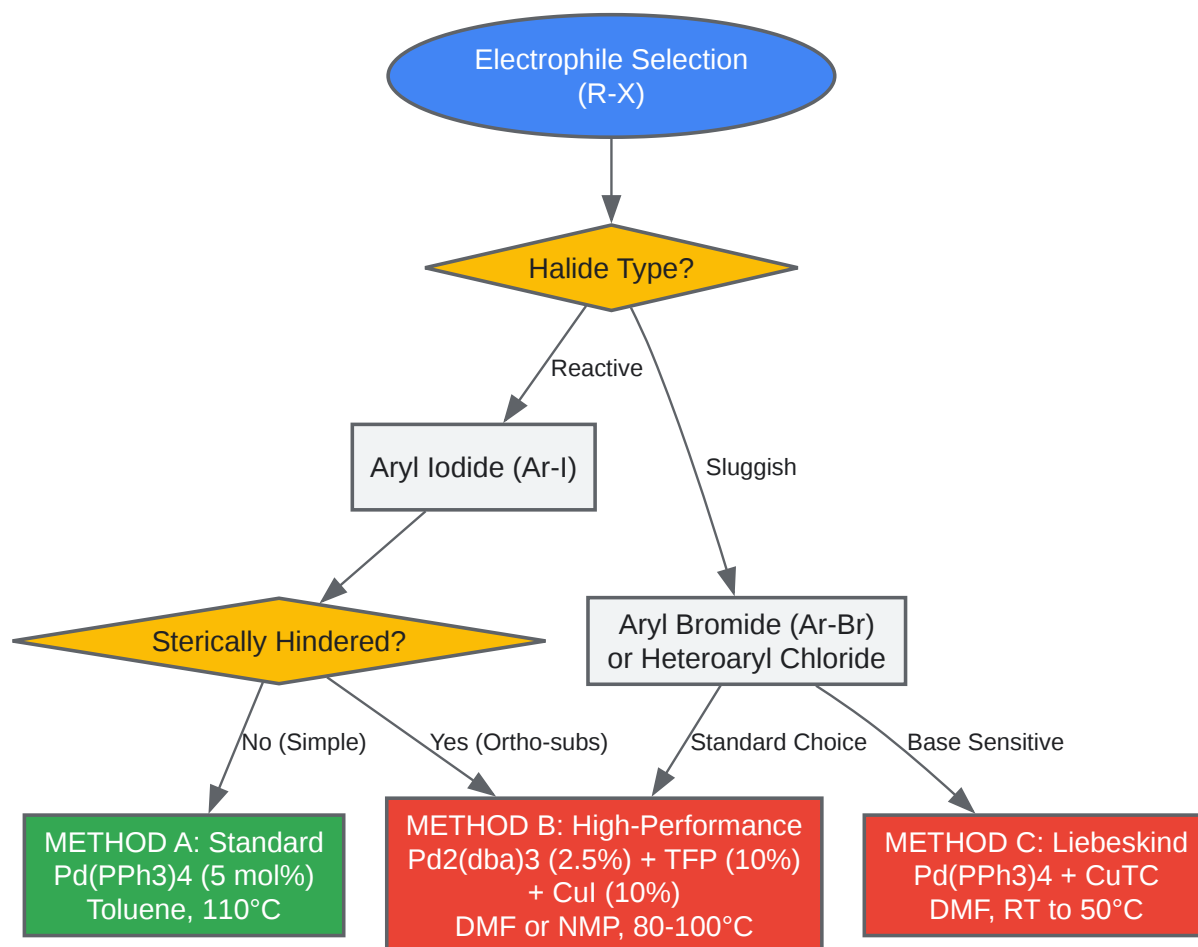 Electrophile Selection
(R-X)
Halide Type?
Reactive
Sluggish
Aryl Iodide (Ar-I)
Sterically Hindered?
Aryl Bromide (Ar-Br)
or Heteroaryl Chloride
No (Simple)
Yes (Ortho-subs)
Standard Choice
Base Sensitive
METHOD A: Standard
Pd(PPh3)4 (5 mol%)
Toluene, 110°C
METHOD B: High-Performance
Pd2(dba)3 (2.5%) + TFP (10%)
+ CuI (10%)
DMF or NMP, 80-100°C
METHOD C: Liebeskind
Pd(PPh3)4 + CuTC
DMF, RT to 50°C